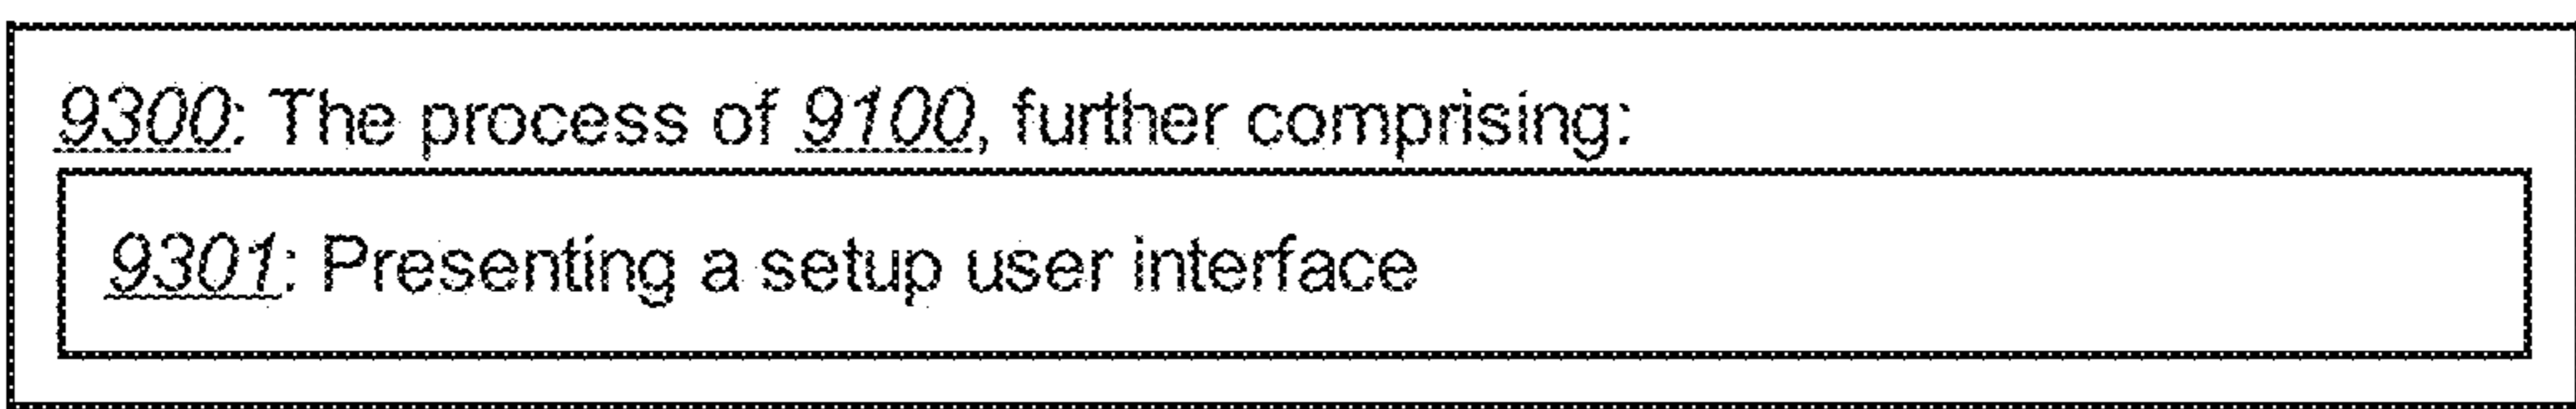 9300: The process of 9100, further comprising:
9301: Presenting a setup user interface